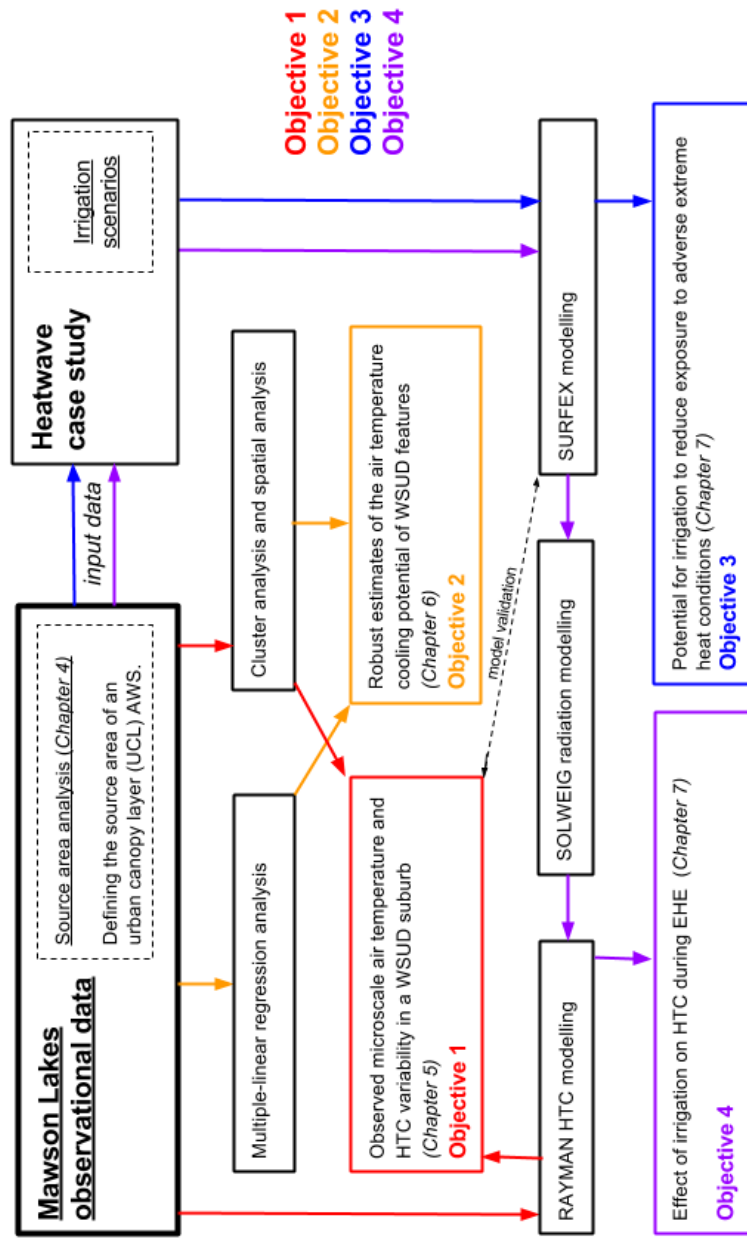 Mawson Lakes
observational data
Source area analysis (Chapter 4)
Defining the source area of an
urban canopy layer (UCL) AWS.
input data
Heatwave
case study
Irrigation
scenarios
Multiple-linear regression analysis
Cluster analysis and spatial analysis
Objective 1
Objective 2
Objective 3
Objective 4
Observed microscale air temperature and
HTC variability in a WSUD suburb
(Chapter 5)
Objective 1
Robust estimates of the air temperature
cooling potential of WSUD features
(Chapter 6)
Objective 2
model validation
RAYMAN HTC modelling
SOLWEIG radiation modelling
SURFEX modelling
Effect of irrigation on HTC during EHE (Chapter 7)
Objective 4
Potential for irrigation to reduce exposure to adverse extreme
heat conditions (Chapter 7)
Objective 3